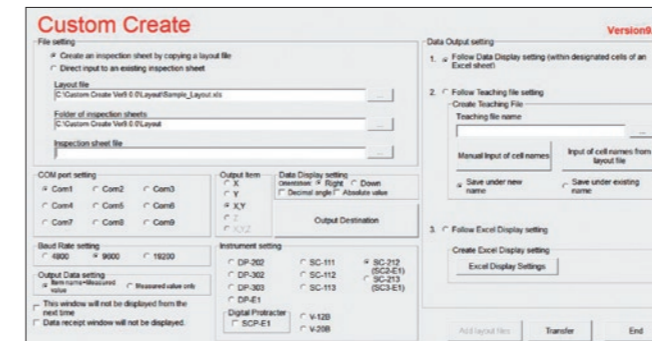 Custom Create
Version9.
File setting
Create an inspection sheet by copying a layout file
Direct input to an existing inspection sheet
Layout file
C:\Custom Create Ver9.0.0\Layout\Sample_Layout.xls
...
Folder of inspection sheets
C:\Custom Create Ver9.0.0\Layout
...
Inspection sheet file
...
COM port setting
Com1 Com2 Com3
Com4 Com5 Com6
Com7 Com8 Com9
Output Item
X
Y
X,Y
Z
X,Y,Z
Data Display setting
Orientation: Right Down
Decimal angle Absolute value
Output Destination
Baud Rate setting
4800 9600 19200
Output Data setting
Item name+Measured value
Measured value only
This window will not be displayed from the next time
Data receipt window will not be displayed.
Instrument setting
DP-202 SC-111 SC-212 (SC2-E1)
DP-302 SC-112 SC-213 (SC3-E1)
DP-303 SC-113
DP-E1
Digital Protracter
SCP-E1
V-12B
V-20B
Data Output setting
1. Follow Data Display setting (within designated cells of an
Excel sheet)
2. Follow Teaching file setting
Create Teaching File
Teaching file name
...
Manual Input of cell names
Input of cell names from
layout file
Save under new
name
Save under existing
name
3. Follow Excel Display setting
Create Excel Display setting
Excel Display Settings
Add layout files
Transfer
End